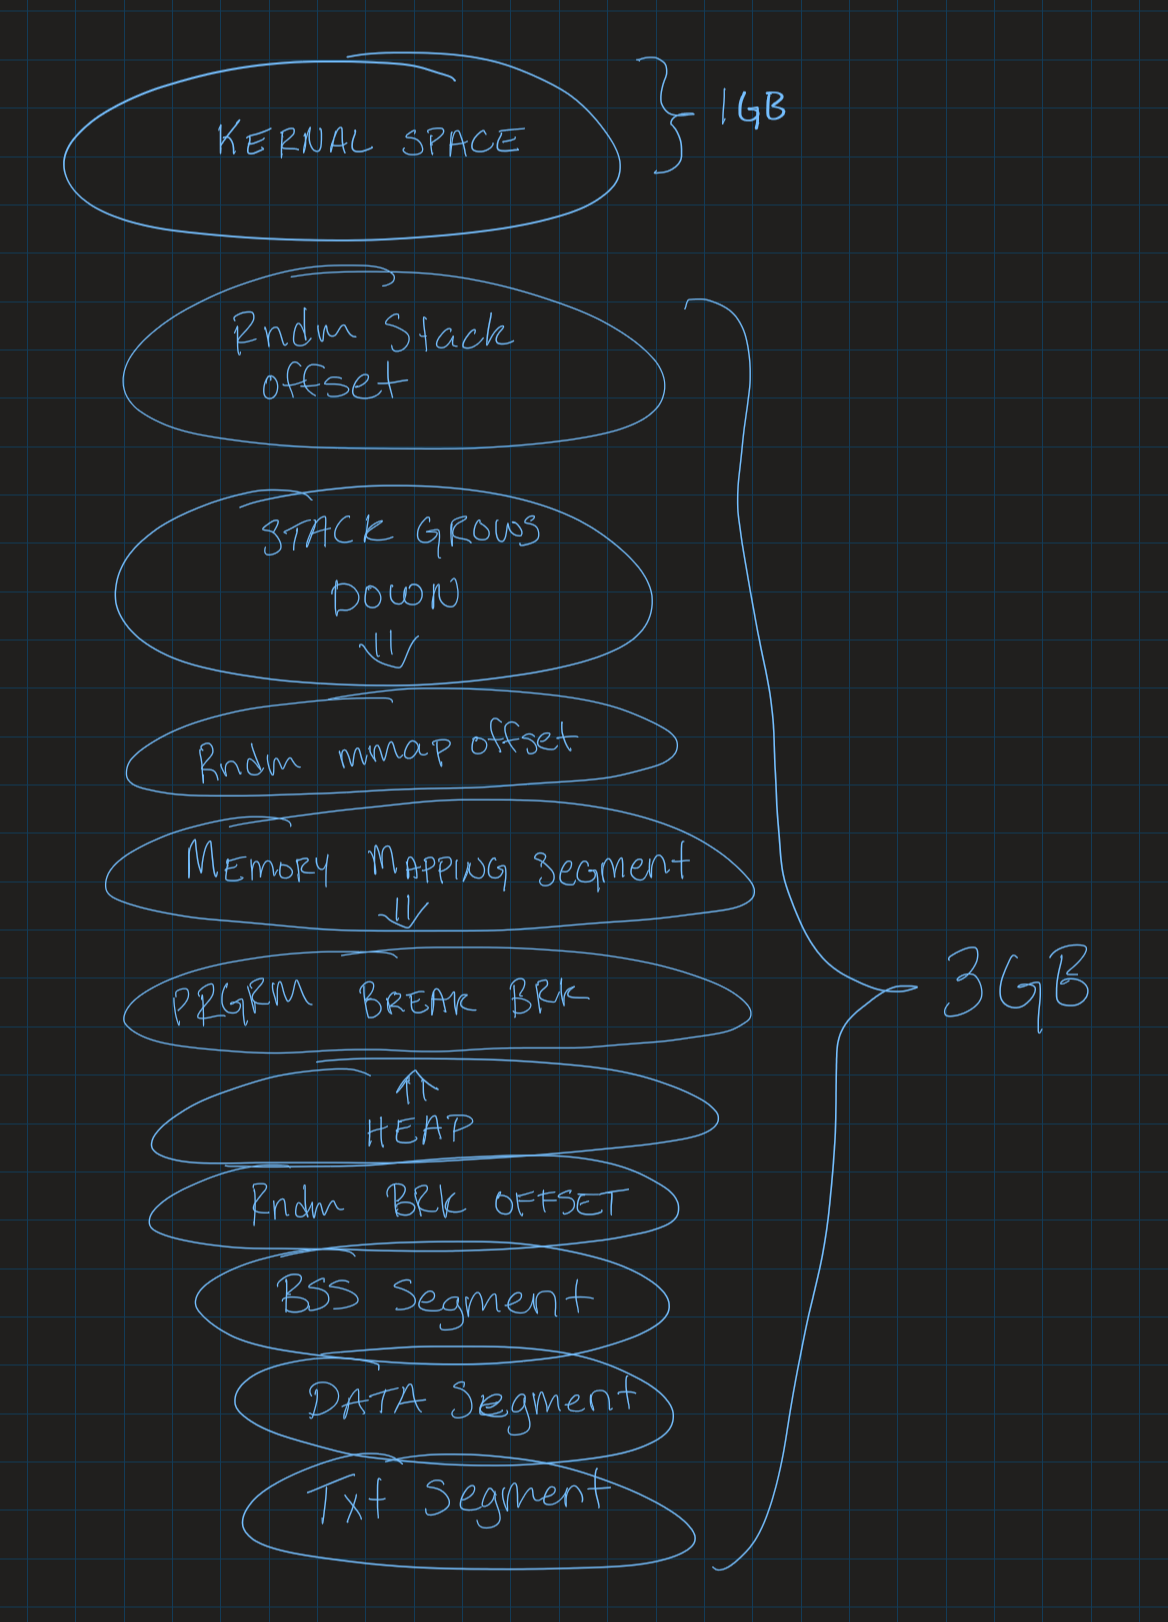 KERNAL SPACE
1GB
Rndm Stack
offset
STACK GROWS
DOWN
Rndm mmap offset
MEMORY MAPPING Segment
PRGRM BREAK BRK
3GB
HEAP
Rndm BRK OFFSET
BSS Segment
DATA Segment
Txt Segment